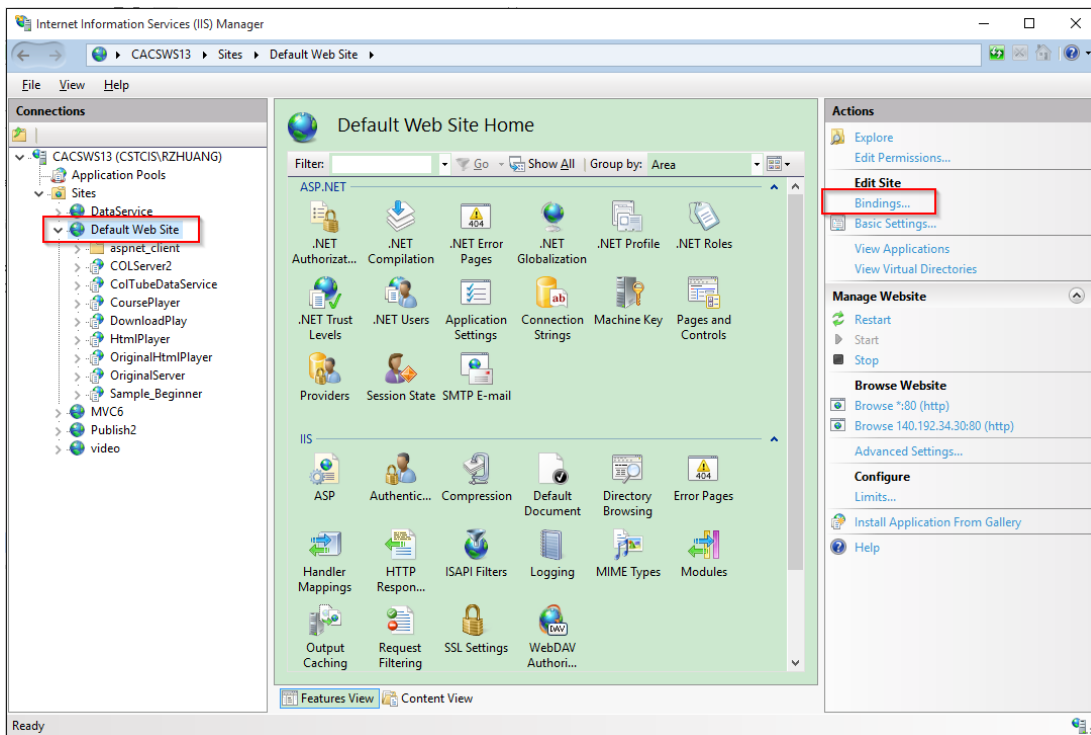 Internet Information Services (IIS) Manager
CACSWS13 Sites Default Web Site
File View Help
Connections
CACSWS13 (CSTCIS\RZHUANG)
Application Pools
Sites
DataService
Default Web Site
aspnet_client
COLServer2
ColTubeDataService
CoursePlayer
DownloadPlay
HtmlPlayer
OriginalHtmlPlayer
OriginalServer
Sample_Beginner
MVC6
Publish2
video
Default Web Site Home
Filter: Go Show All Group by: Area
ASP.NET
.NET Authorizat...
.NET Compilation
404
.NET Error Pages
.NET Globalization
.NET Profile
.NET Roles
.NET Trust Levels
.NET Users
Application Settings
ab
Connection Strings
Machine Key
Pages and Controls
Providers
Session State
SMTP E-mail
IIS
ASP
Authentic...
Compression
Default Document
Directory Browsing
404
Error Pages
Handler Mappings
HTTP Respon...
ISAPI Filters
Logging
MIME Types
Modules
Output Caching
Request Filtering
SSL Settings
DAV
WebDAV Authori...
Features View Content View
Actions
Explore
Edit Permissions...
Edit Site
Bindings...
Basic Settings...
View Applications
View Virtual Directories
Manage Website
Restart
Start
Stop
Browse Website
Browse *:80 (http)
Browse 140.192.34.30:80 (http)
Advanced Settings...
Configure
Limits...
Install Application From Gallery
Help
Ready